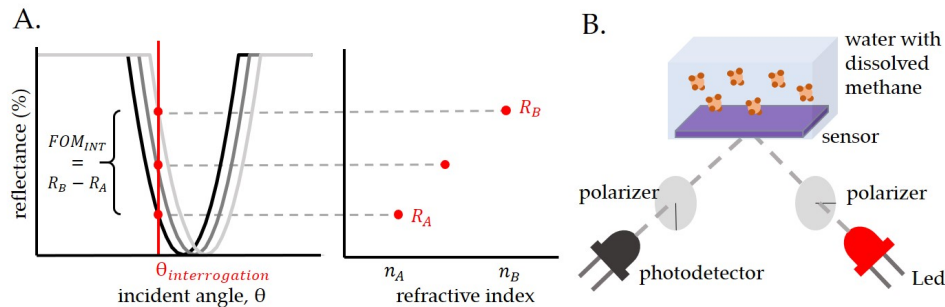 A.
reflectance (%)
FOM_INT
=
R_B − R_A
θ_interrogation
incident angle, θ
R_B
R_A
n_A
n_B
refractive index
B.
water with
dissolved
methane
sensor
polarizer
polarizer
photodetector
Led